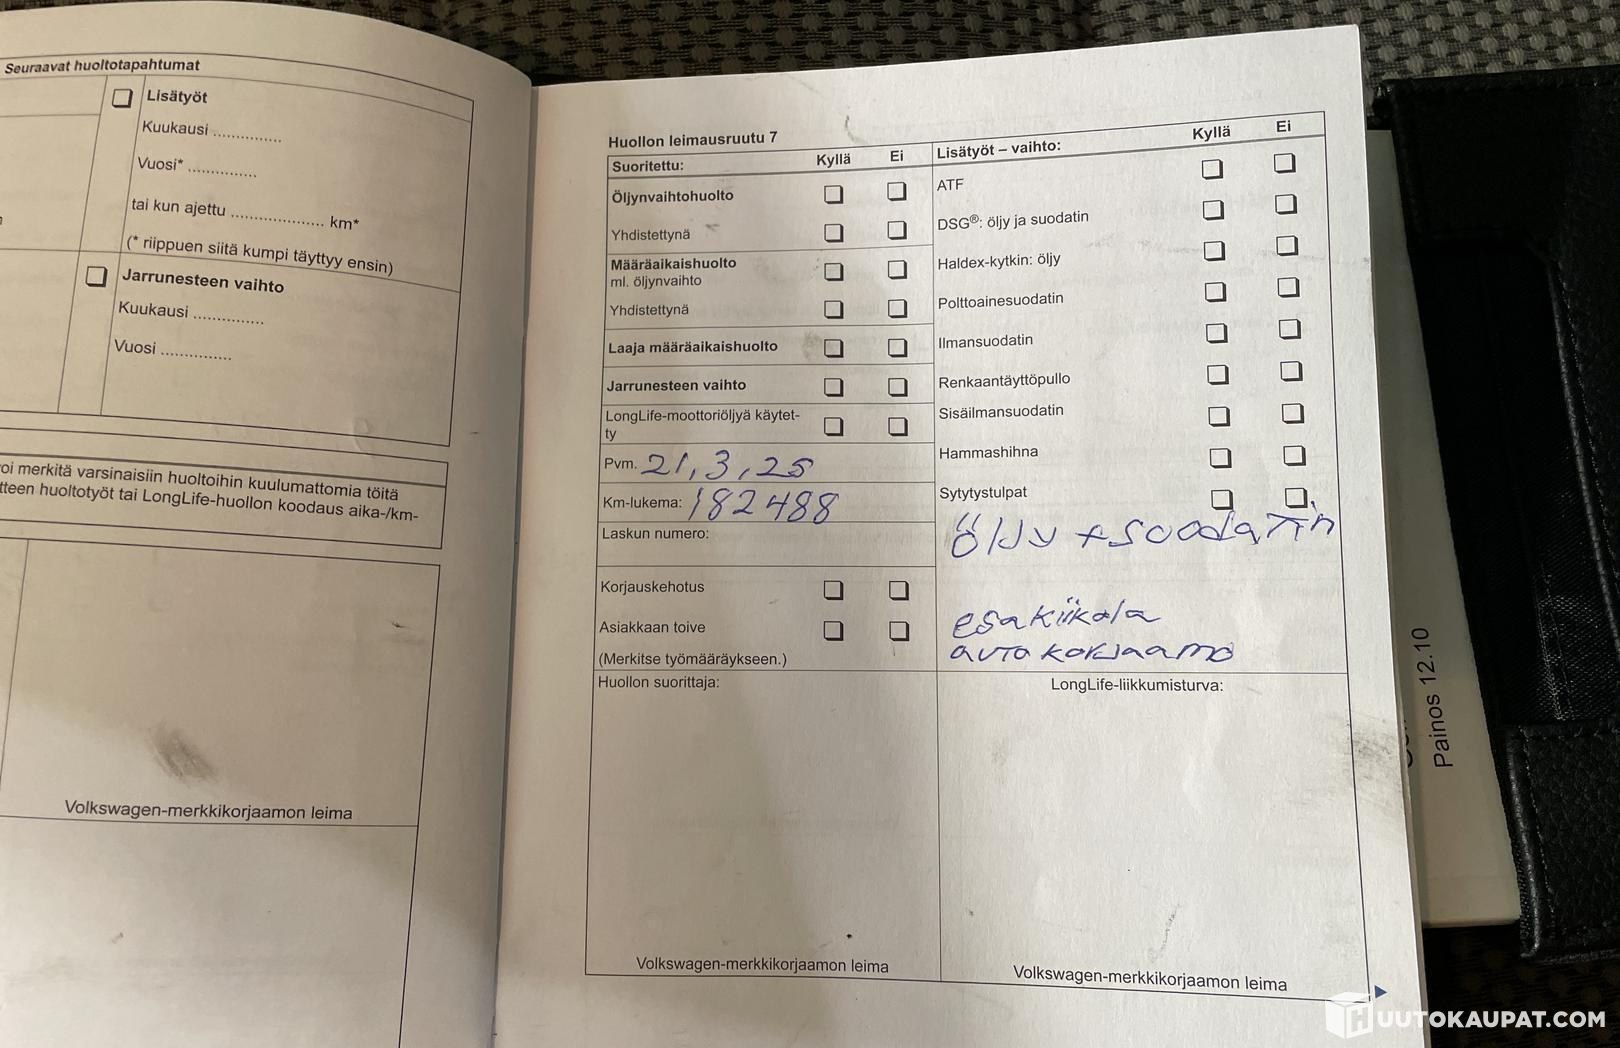 Seuraavat huoltotapahtumat
Lisätyöt
Kuukausi ..............
Vuosi* ..............
tai kun ajettu ................... km*
(* riippuen siitä kumpi täyttyy ensin)
Jarrunesteen vaihto
Kuukausi ..............
Vuosi ..............
oi merkitä varsinaisiin huoltoihin kuulumattomia töitä
tteen huoltotyöt tai LongLife-huollon koodaus aika-/km-
Volkswagen-merkkikorjaamon leima
Huollon leimausruutu 7
Suoritettu: Kyllä Ei
Öljynvaihtohuolto
Yhdistettynä
Määräaikaishuolto
ml. öljynvaihto
Yhdistettynä
Laaja määräaikaishuolto
Jarrunesteen vaihto
LongLife-moottoriöljyä käytet-
ty
Pvm. 21,3,25
Km-lukema: 182488
Laskun numero:
Korjauskehotus
Asiakkaan toive
(Merkitse työmääräykseen.)
Huollon suorittaja:
Volkswagen-merkkikorjaamon leima
Lisätyöt – vaihto: Kyllä Ei
ATF
DSG®: öljy ja suodatin
Haldex-kytkin: öljy
Polttoainesuodatin
Ilmansuodatin
Renkaantäyttöpullo
Sisäilmansuodatin
Hammashihna
Sytytystulpat
öljy + suodatin
esa kiikala
autokorjaamo
LongLife-liikkumisturva:
Volkswagen-merkkikorjaamon leima
Painos 12.10
HUUTOKAUPAT.COM